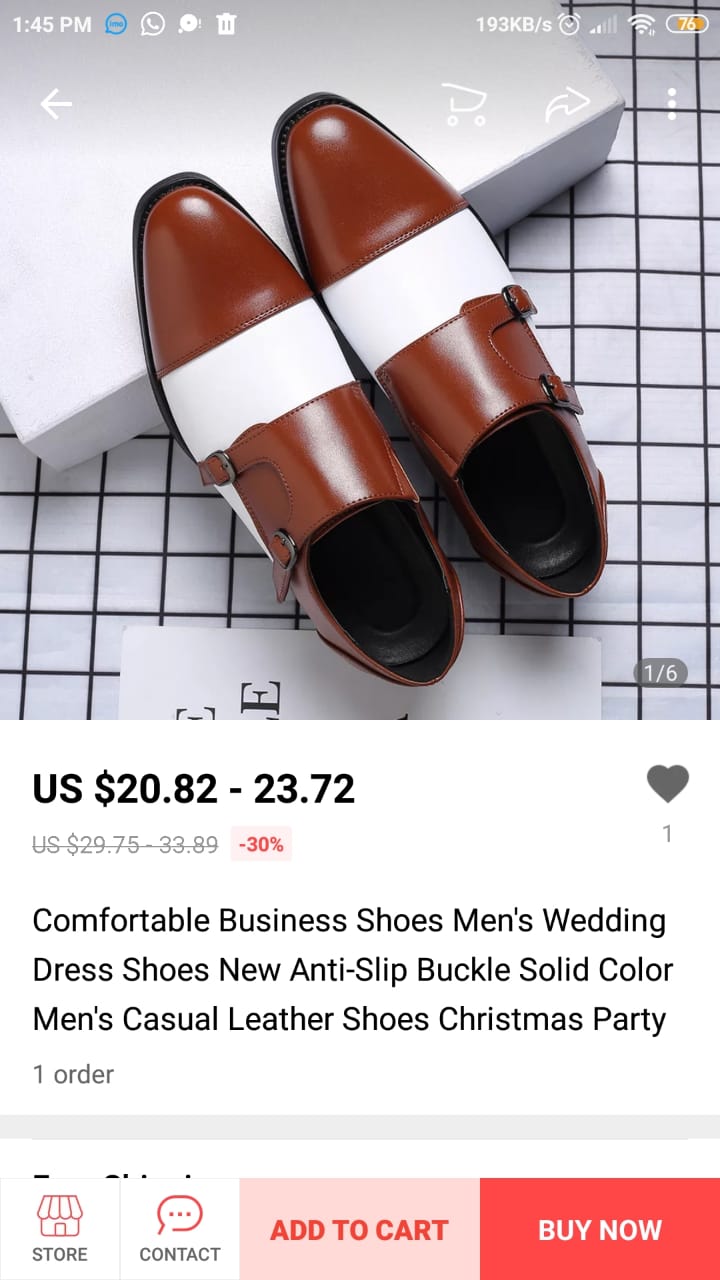 1:45 PM
193KB/s
76
1/6
US $20.82 - 23.72
US $29.75 - 33.89
-30%
1
Comfortable Business Shoes Men's Wedding
Dress Shoes New Anti-Slip Buckle Solid Color
Men's Casual Leather Shoes Christmas Party
1 order
STORE
CONTACT
ADD TO CART
BUY NOW